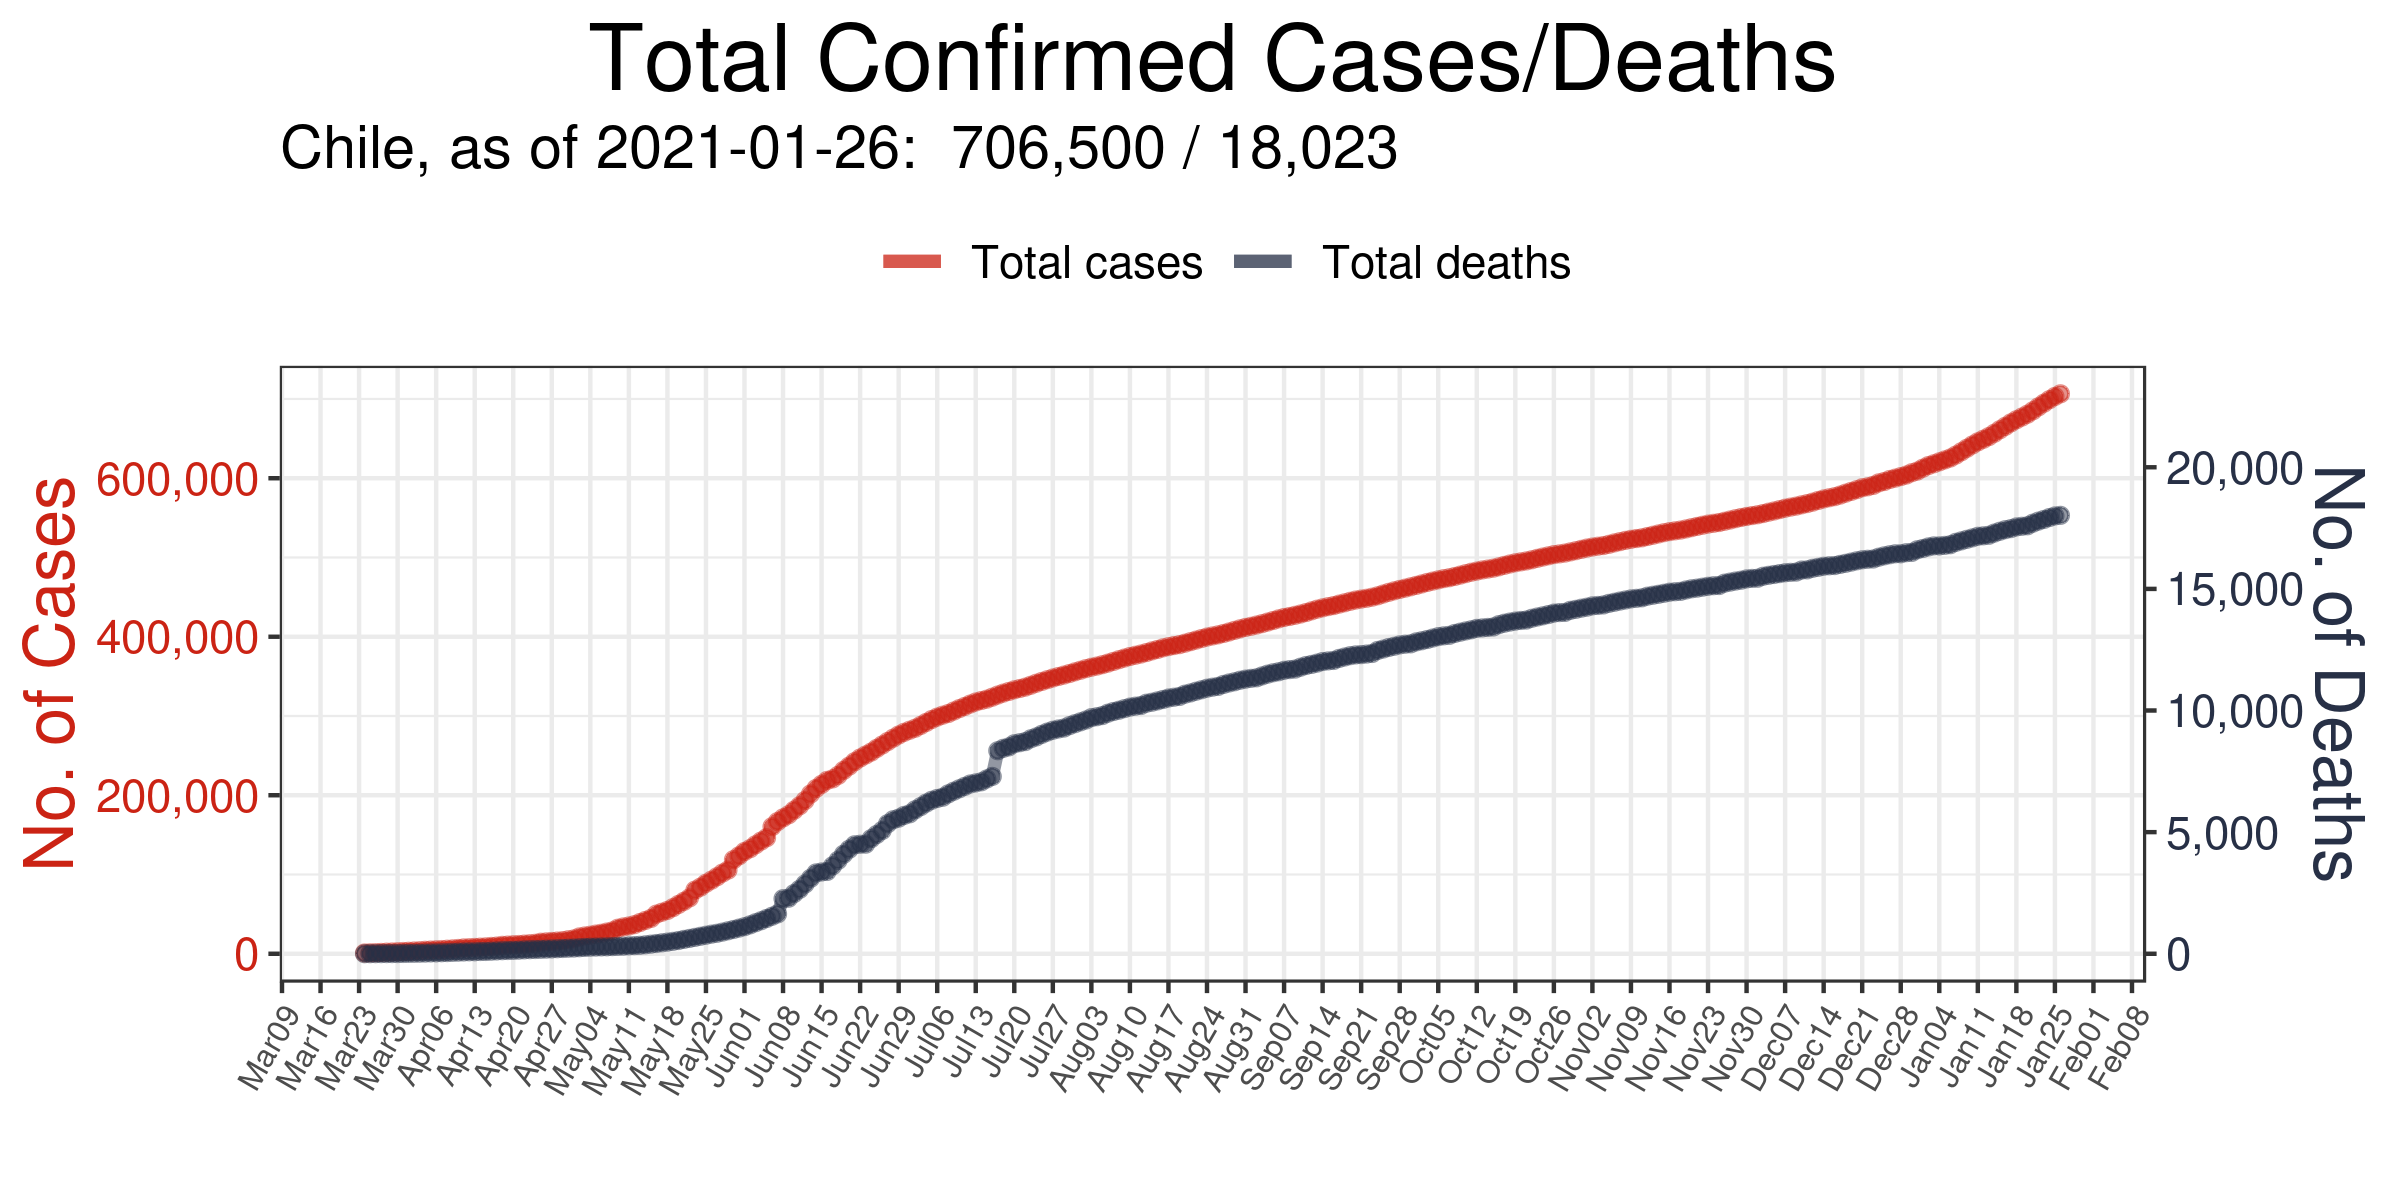 Total Confirmed Cases/Deaths
Chile, as of 2021-01-26:  706,500 / 18,023
Total cases
Total deaths
No. of Cases
600,000
400,000
200,000
0
20,000
15,000
10,000
5,000
0
No. of Deaths
Mar09
Mar16
Mar23
Mar30
Apr06
Apr13
Apr20
Apr27
May04
May11
May18
May25
Jun01
Jun08
Jun15
Jun22
Jun29
Jul06
Jul13
Jul20
Jul27
Aug03
Aug10
Aug17
Aug24
Aug31
Sep07
Sep14
Sep21
Sep28
Oct05
Oct12
Oct19
Oct26
Nov02
Nov09
Nov16
Nov23
Nov30
Dec07
Dec14
Dec21
Dec28
Jan04
Jan11
Jan18
Jan25
Feb01
Feb08